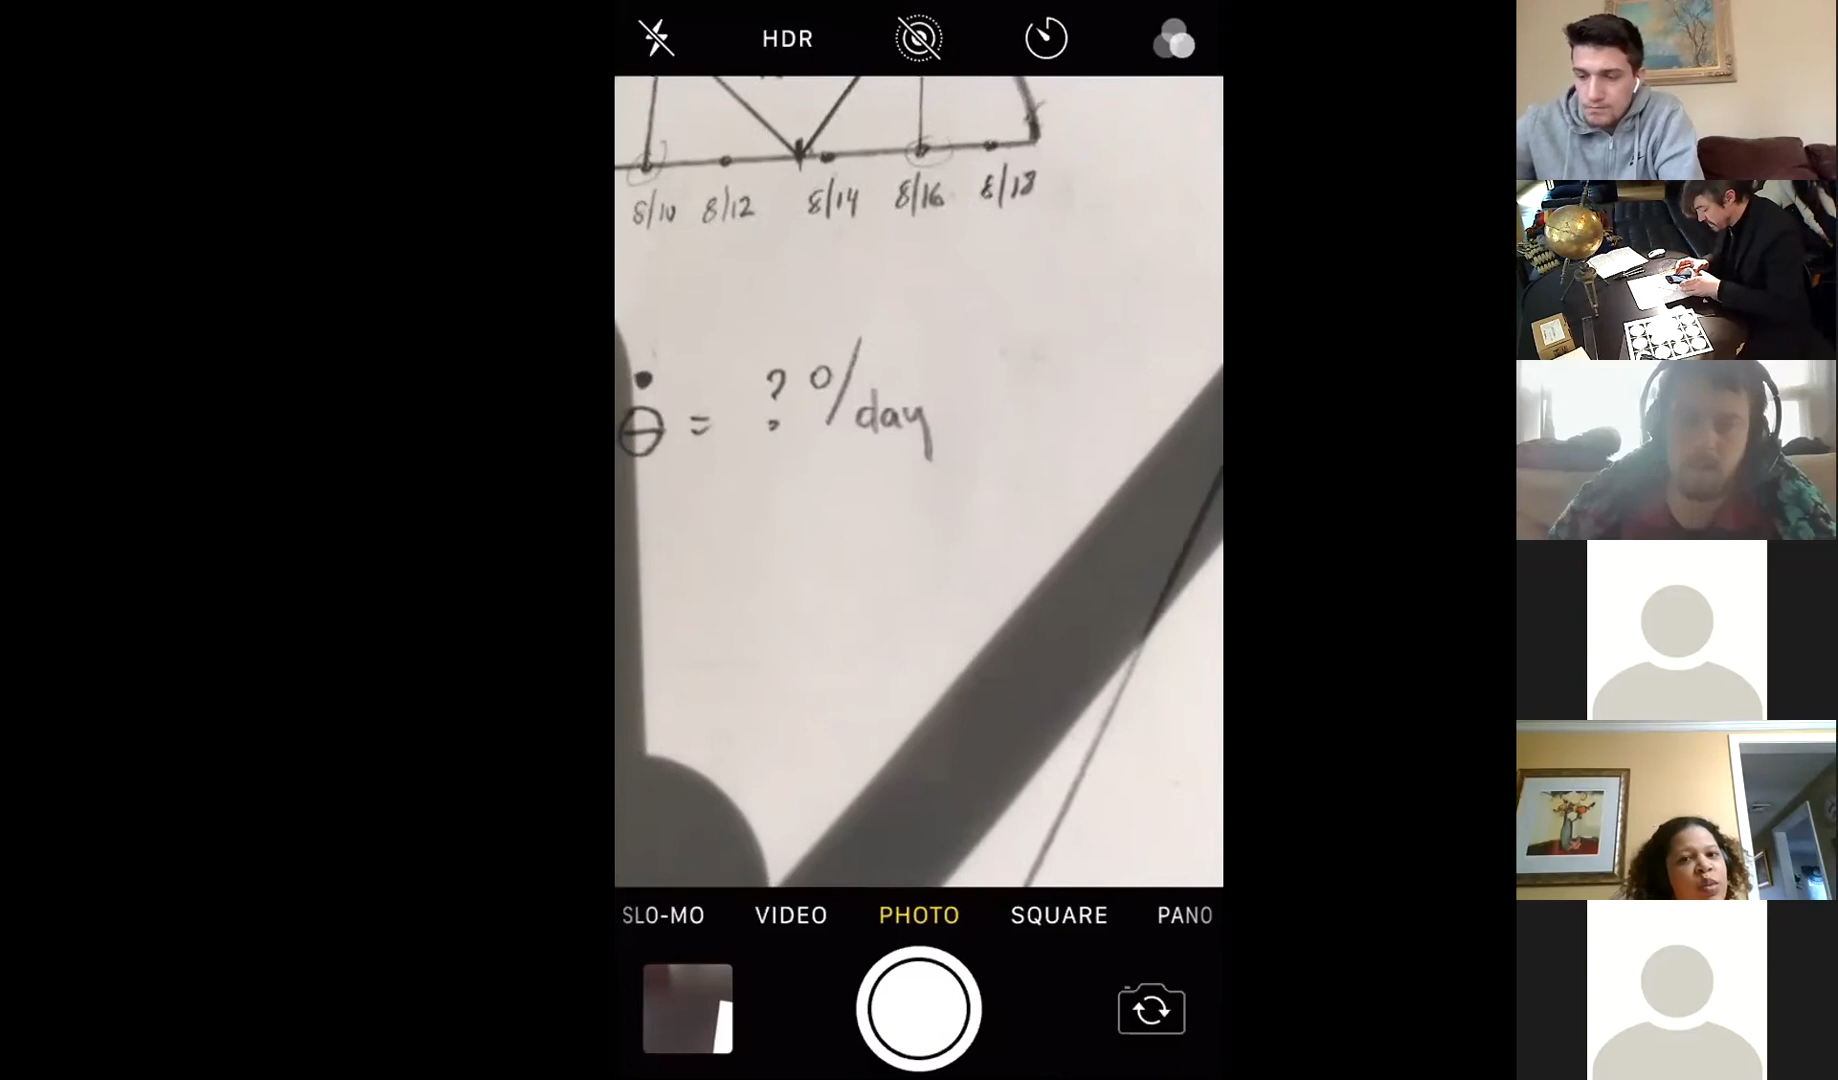 HDR
8/10 8/12 8/14 8/16 8/18
θ̇ = ? °/day
SLO-MO VIDEO PHOTO SQUARE PANO